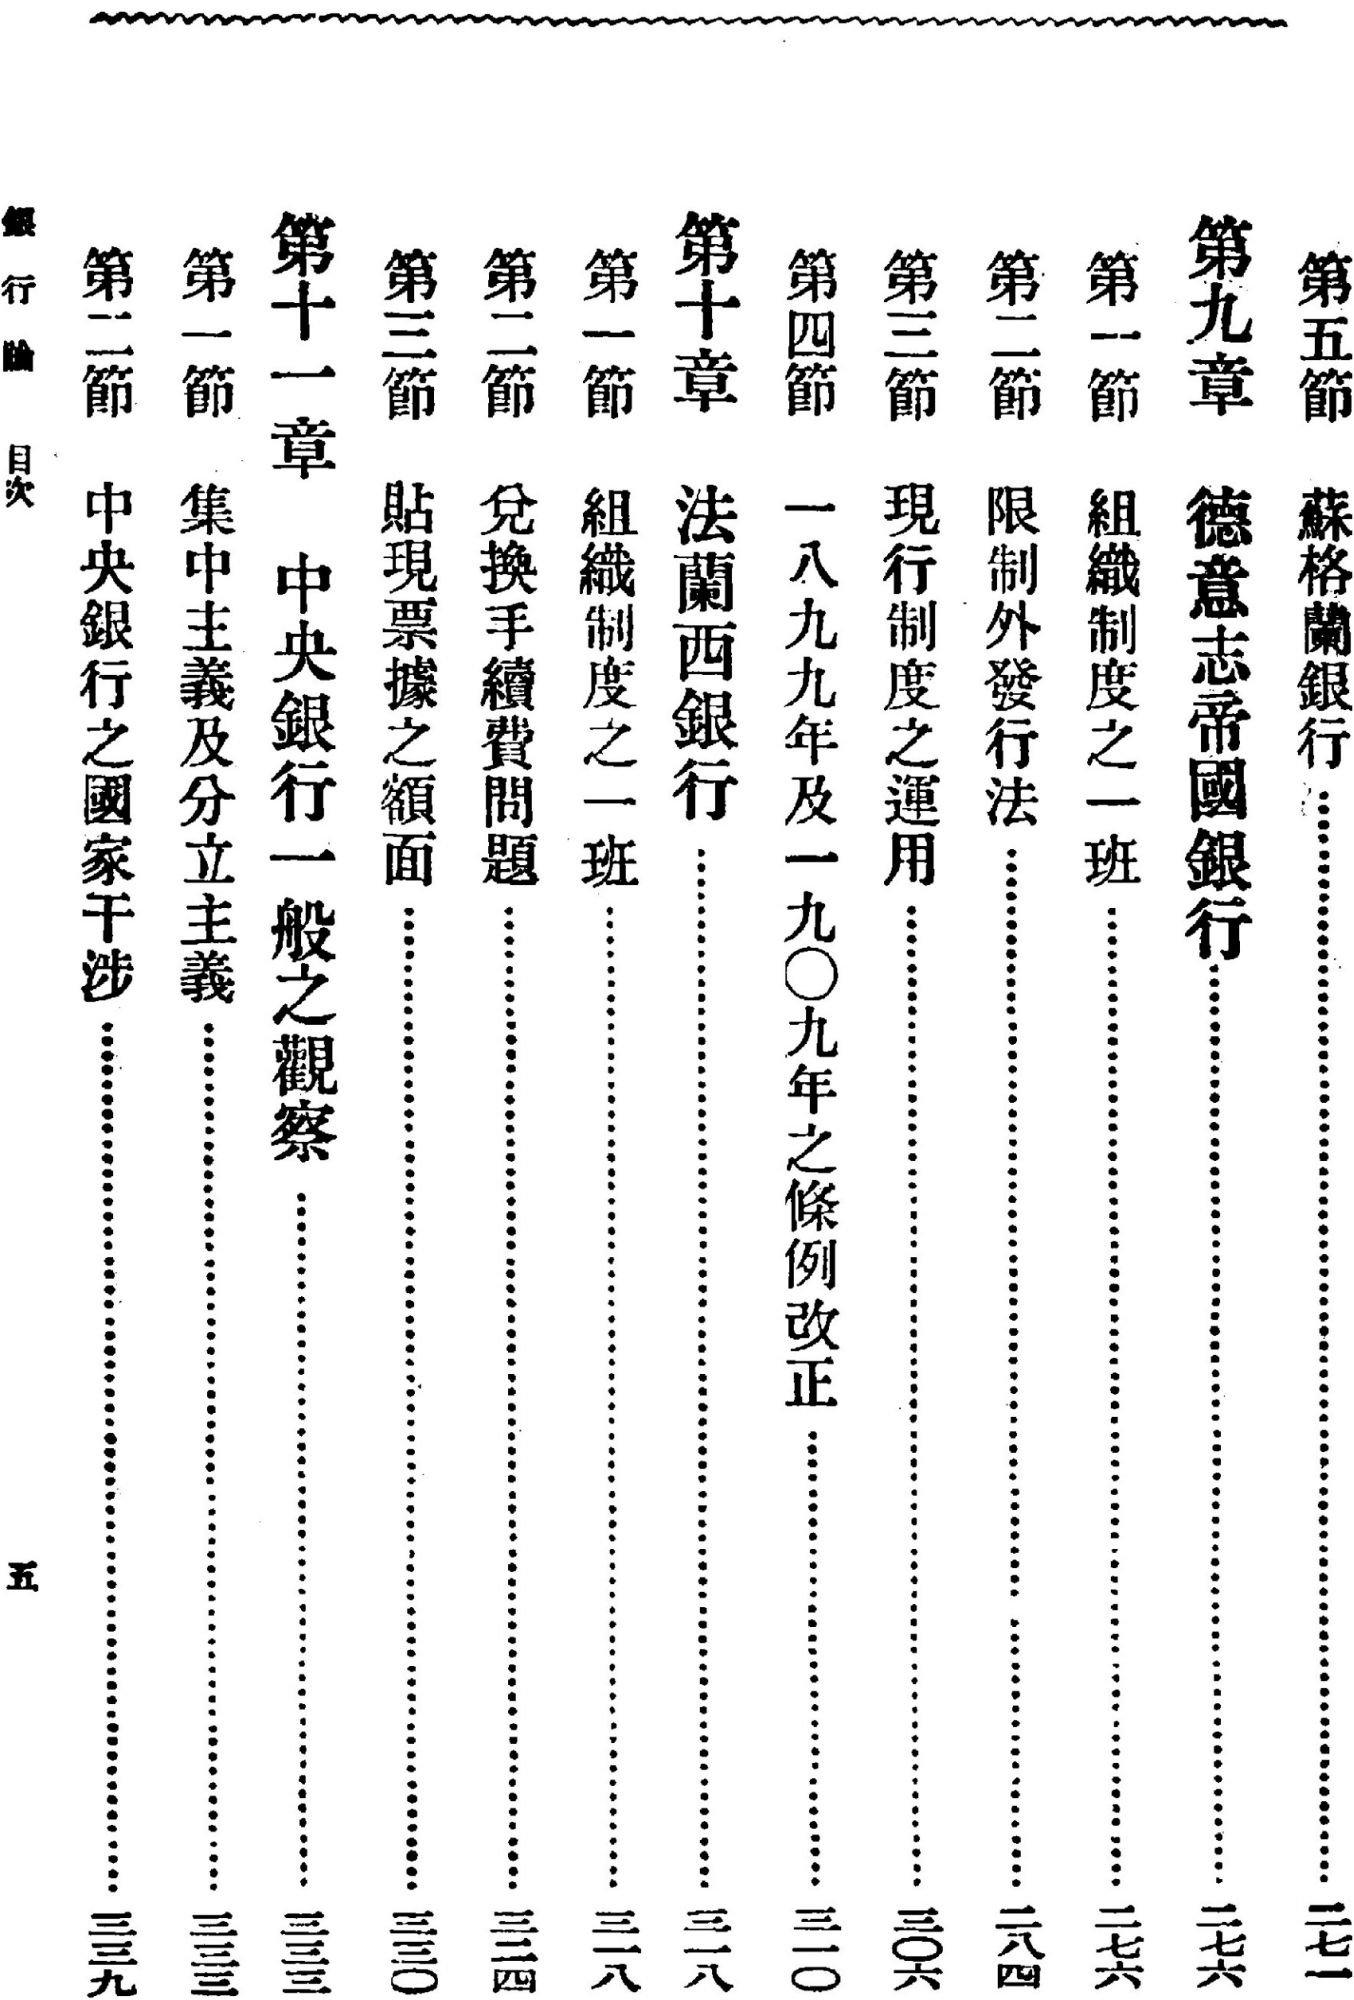 第五節　蘇格蘭銀行……二七一
第九章　德意志帝國銀行……二七六
第一節　組織制度之一班……二七六
第二節　限制外發行法……二八四
第三節　現行制度之運用……三〇六
第四節　一八九九年及一九〇九年之條例改正……三一〇
第十章　法蘭西銀行……三一八
第一節　組織制度之一班……三一八
第二節　兌換手續費問題……三二四
第三節　貼現票據之額面……三三〇
第十一章　中央銀行一般之觀察……三三三
第一節　集中主義及分立主義……三三三
第二節　中央銀行之國家干涉……三三九
銀行論　目次　五